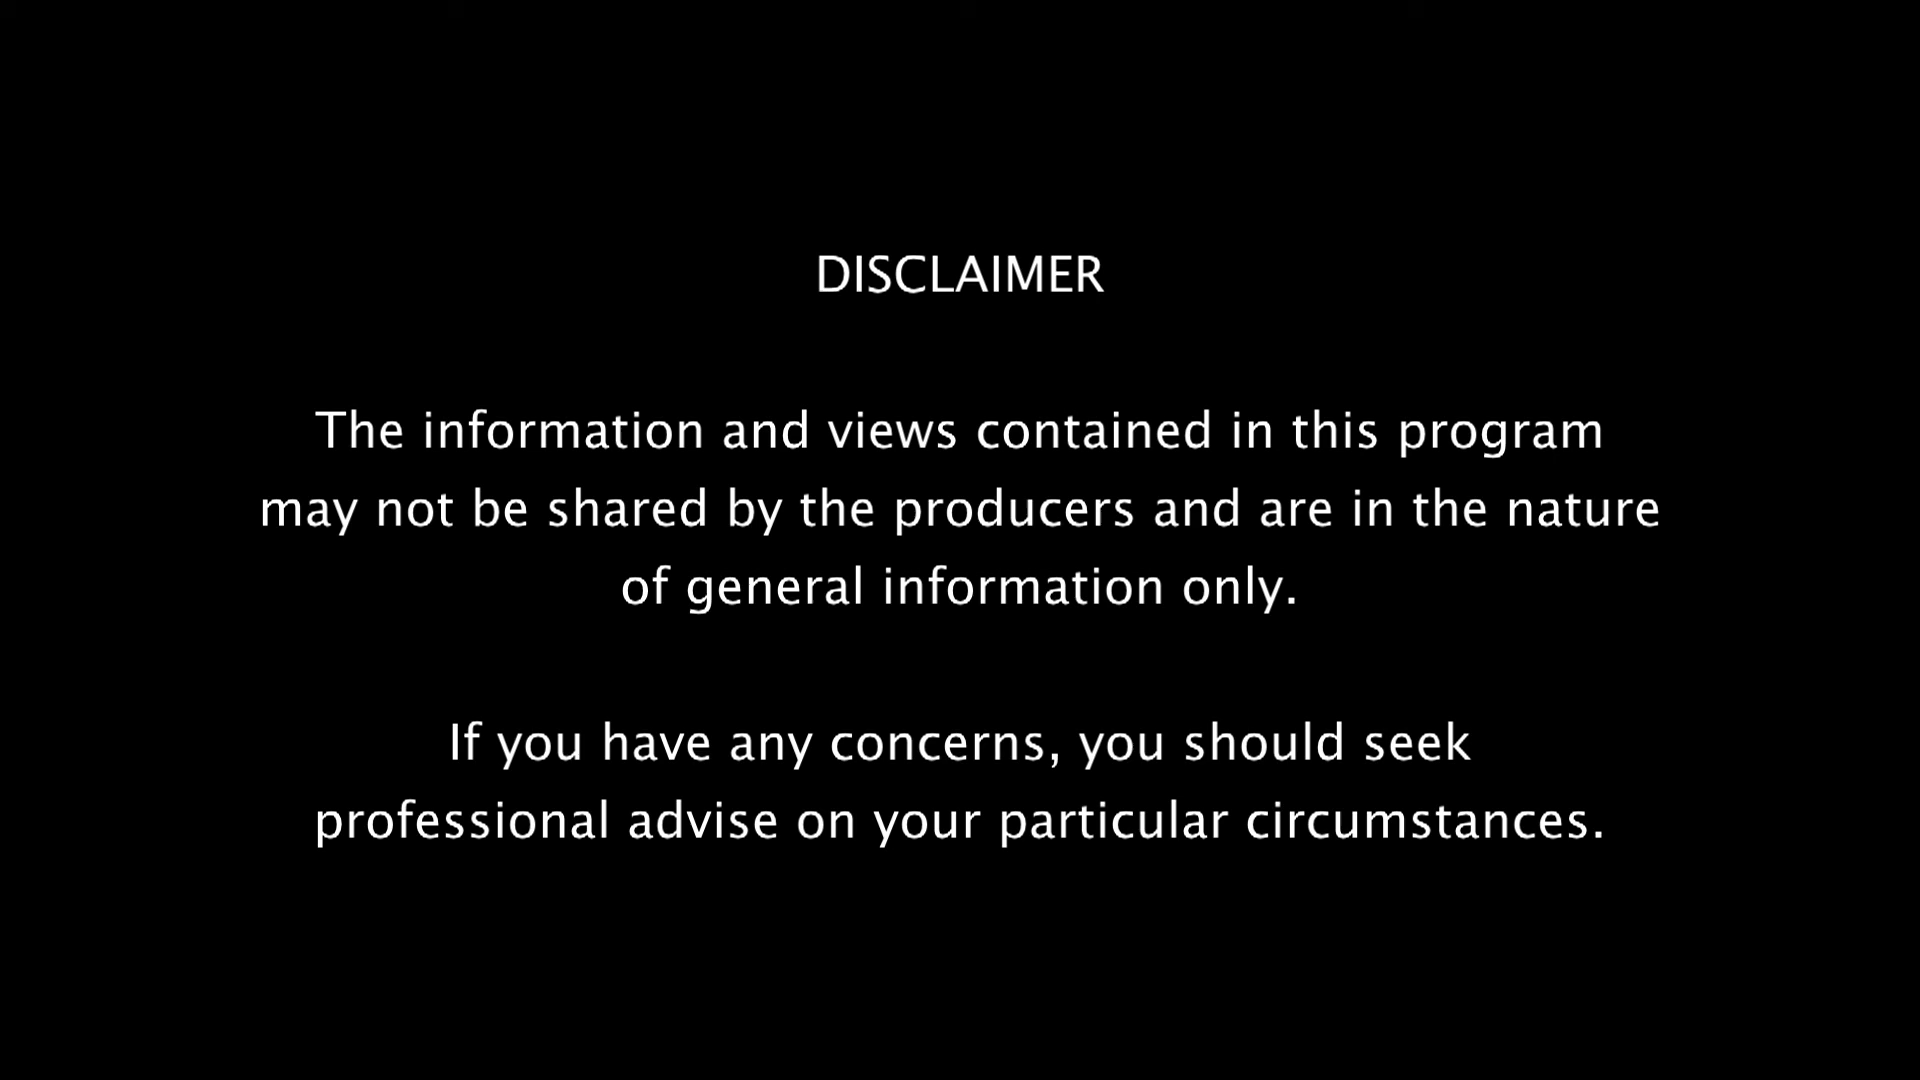 DISCLAIMER
The information and views contained in this program
may not be shared by the producers and are in the nature
of general information only.
If you have any concerns, you should seek
professional advise on your particular circumstances.